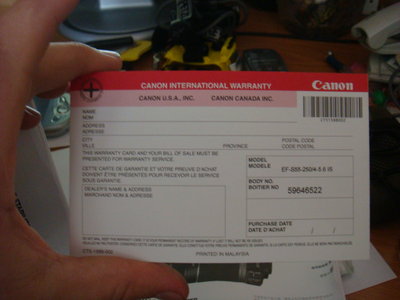 CANON INTERNATIONAL WARRANTY
Canon
CANON U.S.A., INC. CANON CANADA INC.
NAME
NOM
ADDRESS
ADRESSE
CITY PROVINCE POSTAL CODE
VILLE CODE POSTAL
THIS WARRANTY CARD AND YOUR BILL OF SALE MUST BE
PRESENTED FOR WARRANTY SERVICE.
CETTE CARTE DE GARANTIE ET VOTRE PREUVE D'ACHAT
DOIVENT ÊTRE PRÉSENTÉES POUR RECEVOIR LE SERVICE
SOUS GARANTIE.
DEALER'S NAME & ADDRESS
MARCHAND NOM & ADRESSE
MODEL
MODELE EF-S55-250/4-5.6 IS
BODY NO.
BOITIER NO 59646522
PURCHASE DATE
DATE D'ACHAT / /
PRINTED IN MALAYSIA